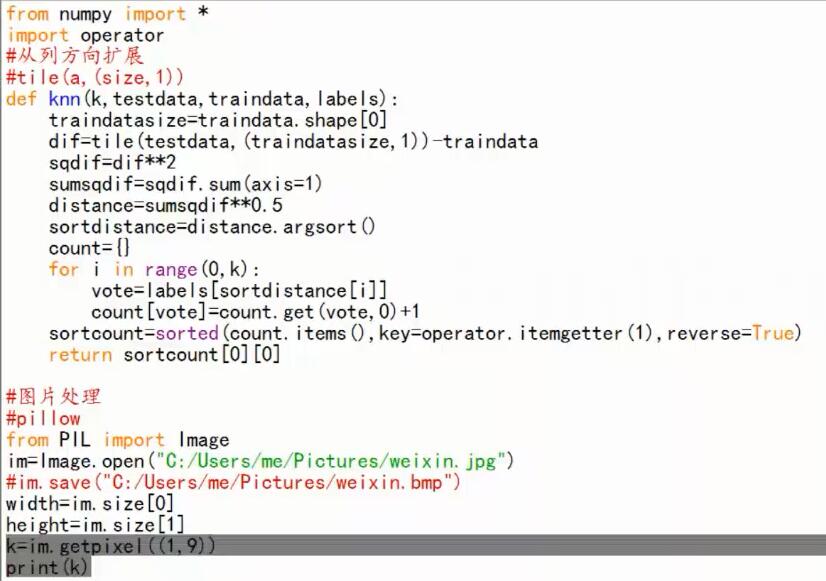 from numpy import *
import operator
#从列方向扩展
#tile(a,(size,1))
def knn(k,testdata,traindata,labels):
    traindatasize=traindata.shape[0]
    dif=tile(testdata,(traindatasize,1))-traindata
    sqdif=dif**2
    sumsqdif=sqdif.sum(axis=1)
    distance=sumsqdif**0.5
    sortdistance=distance.argsort()
    count={}
    for i in range(0,k):
        vote=labels[sortdistance[i]]
        count[vote]=count.get(vote,0)+1
    sortcount=sorted(count.items(),key=operator.itemgetter(1),reverse=True)
    return sortcount[0][0]
#图片处理
#pillow
from PIL import Image
im=Image.open("C:/Users/me/Pictures/weixin.jpg")
#im.save("C:/Users/me/Pictures/weixin.bmp")
width=im.size[0]
height=im.size[1]
k=im.getpixel((1,9))
print(k)